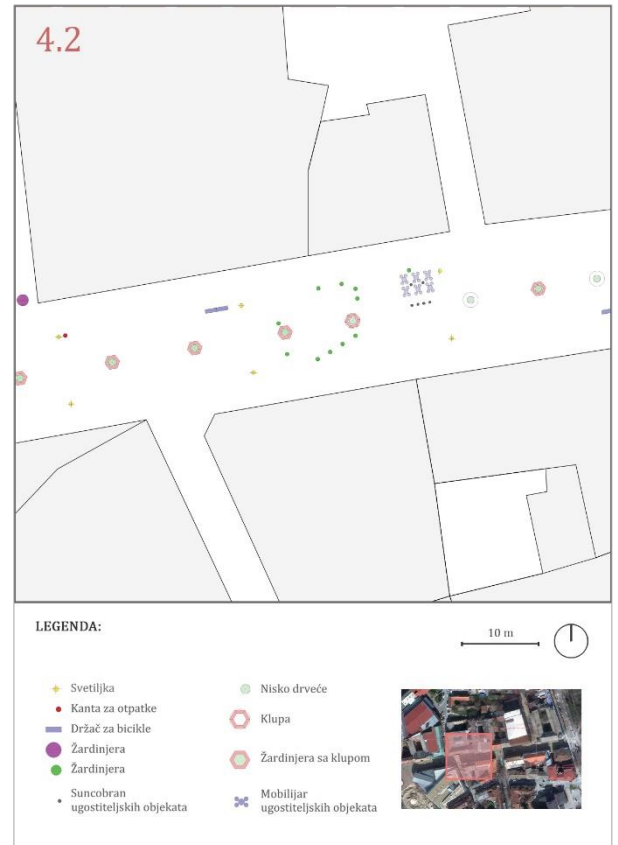 4.2
LEGENDA:
10 m
Svetiljka
Kanta za otpatke
Držač za bicikle
Žardinjera
Žardinjera
Suncobran
ugostiteljskih objekata
Nisko drveće
Klupa
Žardinjera sa klupom
Mobilijar
ugostiteljskih objekata